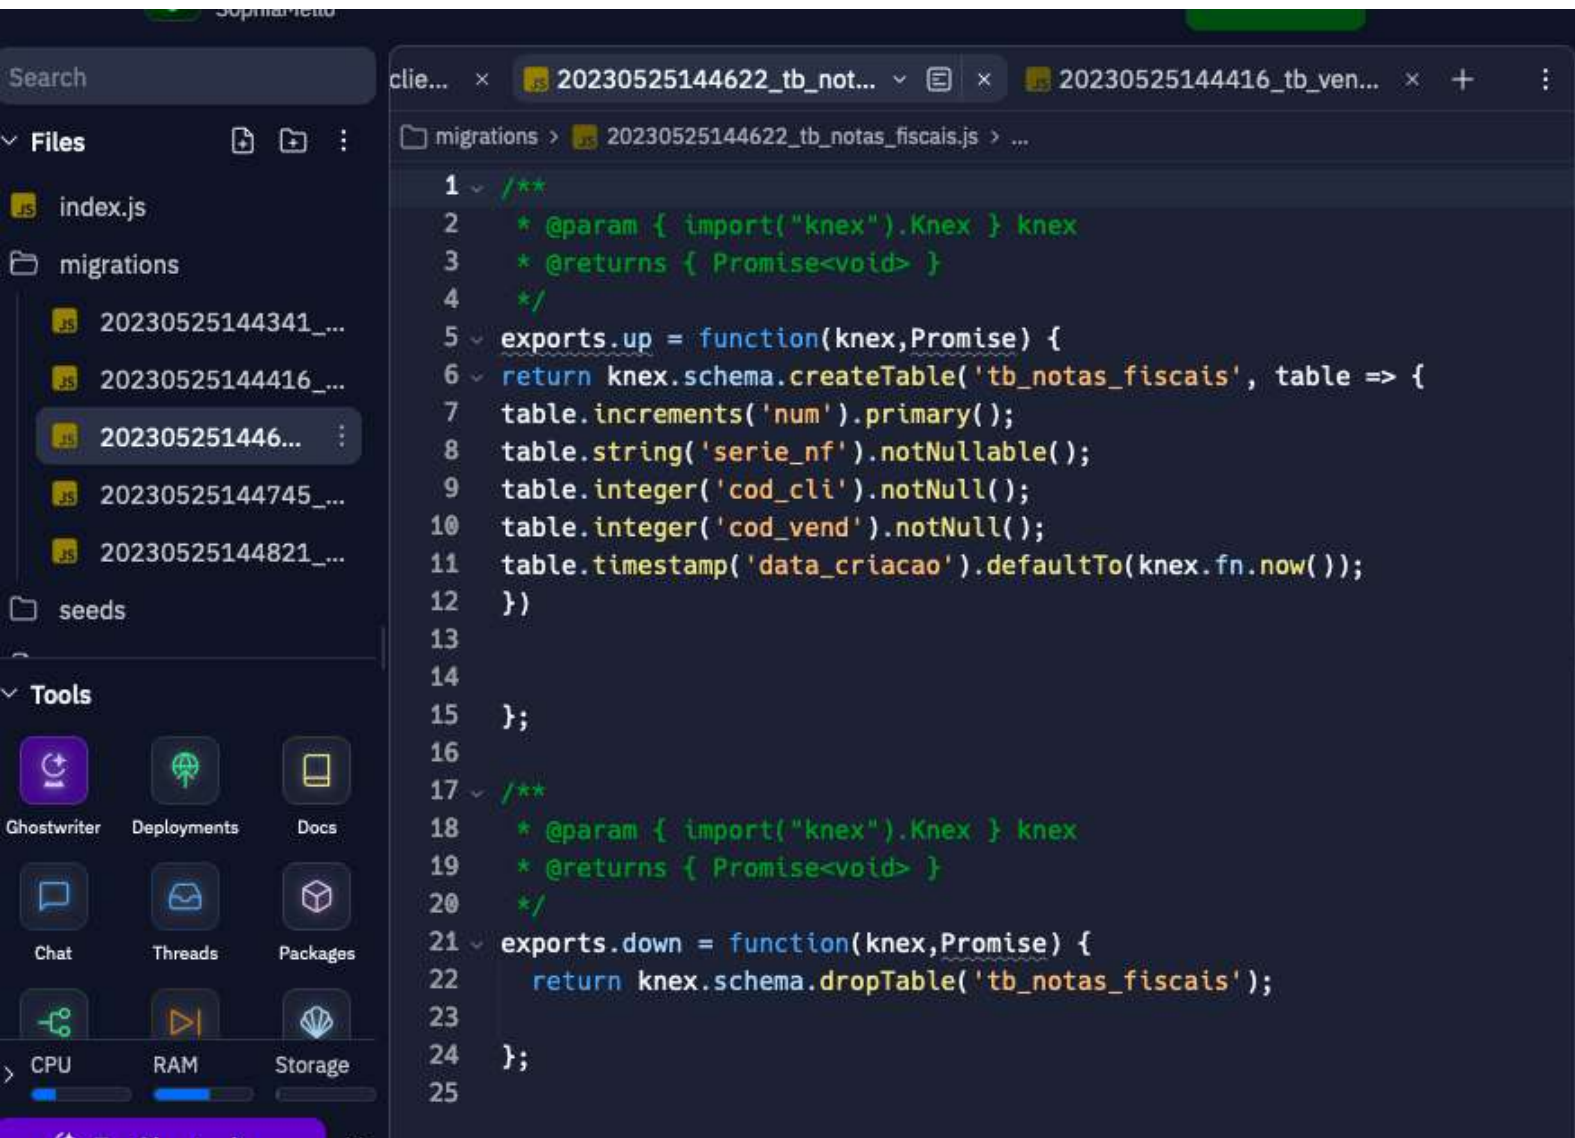 SophiaMello
Search
Files
index.js
migrations
20230525144341_...
20230525144416_...
202305251446...
20230525144745_...
20230525144821_...
seeds
Tools
Ghostwriter Deployments Docs
Chat Threads Packages
CPU RAM Storage
clie... × 20230525144622_tb_not... × 20230525144416_tb_ven... × +
migrations > 20230525144622_tb_notas_fiscais.js > ...
1 /**
2 * @param { import("knex").Knex } knex
3 * @returns { Promise<void> }
4 */
5 exports.up = function(knex,Promise) {
6 return knex.schema.createTable('tb_notas_fiscais', table => {
7 table.increments('num').primary();
8 table.string('serie_nf').notNullable();
9 table.integer('cod_cli').notNull();
10 table.integer('cod_vend').notNull();
11 table.timestamp('data_criacao').defaultTo(knex.fn.now());
12 })
13
14
15 };
16
17 /**
18 * @param { import("knex").Knex } knex
19 * @returns { Promise<void> }
20 */
21 exports.down = function(knex,Promise) {
22 return knex.schema.dropTable('tb_notas_fiscais');
23
24 };
25